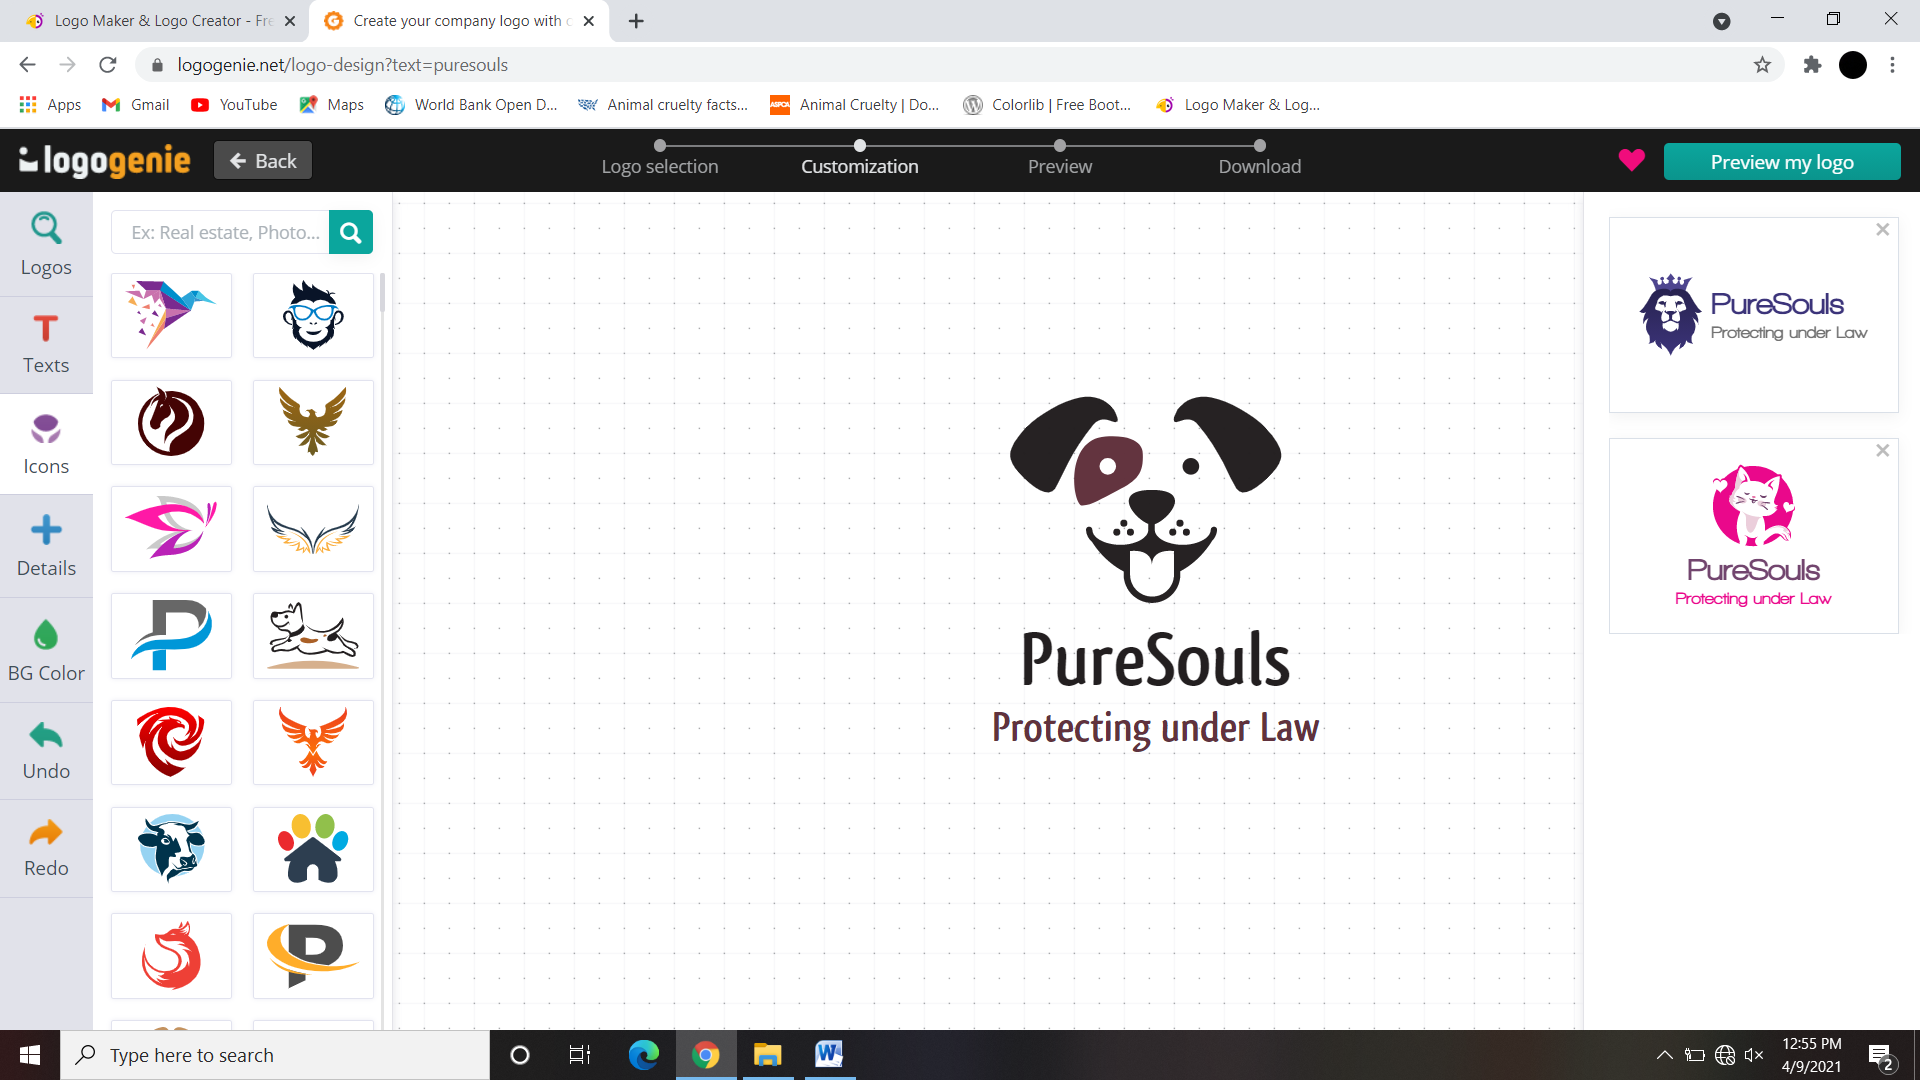 Logo Maker & Logo Creator - Fre
Create your company logo with c
logogenie.net/logo-design?text=puresouls
Apps
Gmail
YouTube
Maps
World Bank Open D...
Animal cruelty facts...
ASPCA
Animal Cruelty | Do...
Colorlib | Free Boot...
Logo Maker & Log...
logogenie
Back
Logo selection
Customization
Preview
Download
Preview my logo
Logos
Texts
Icons
Details
BG Color
Undo
Redo
Ex: Real estate, Photo...
P
P
PureSouls
Protecting under Law
PureSouls
Protecting under Law
PureSouls
Protecting under Law
Type here to search
W
12:55 PM
4/9/2021
2